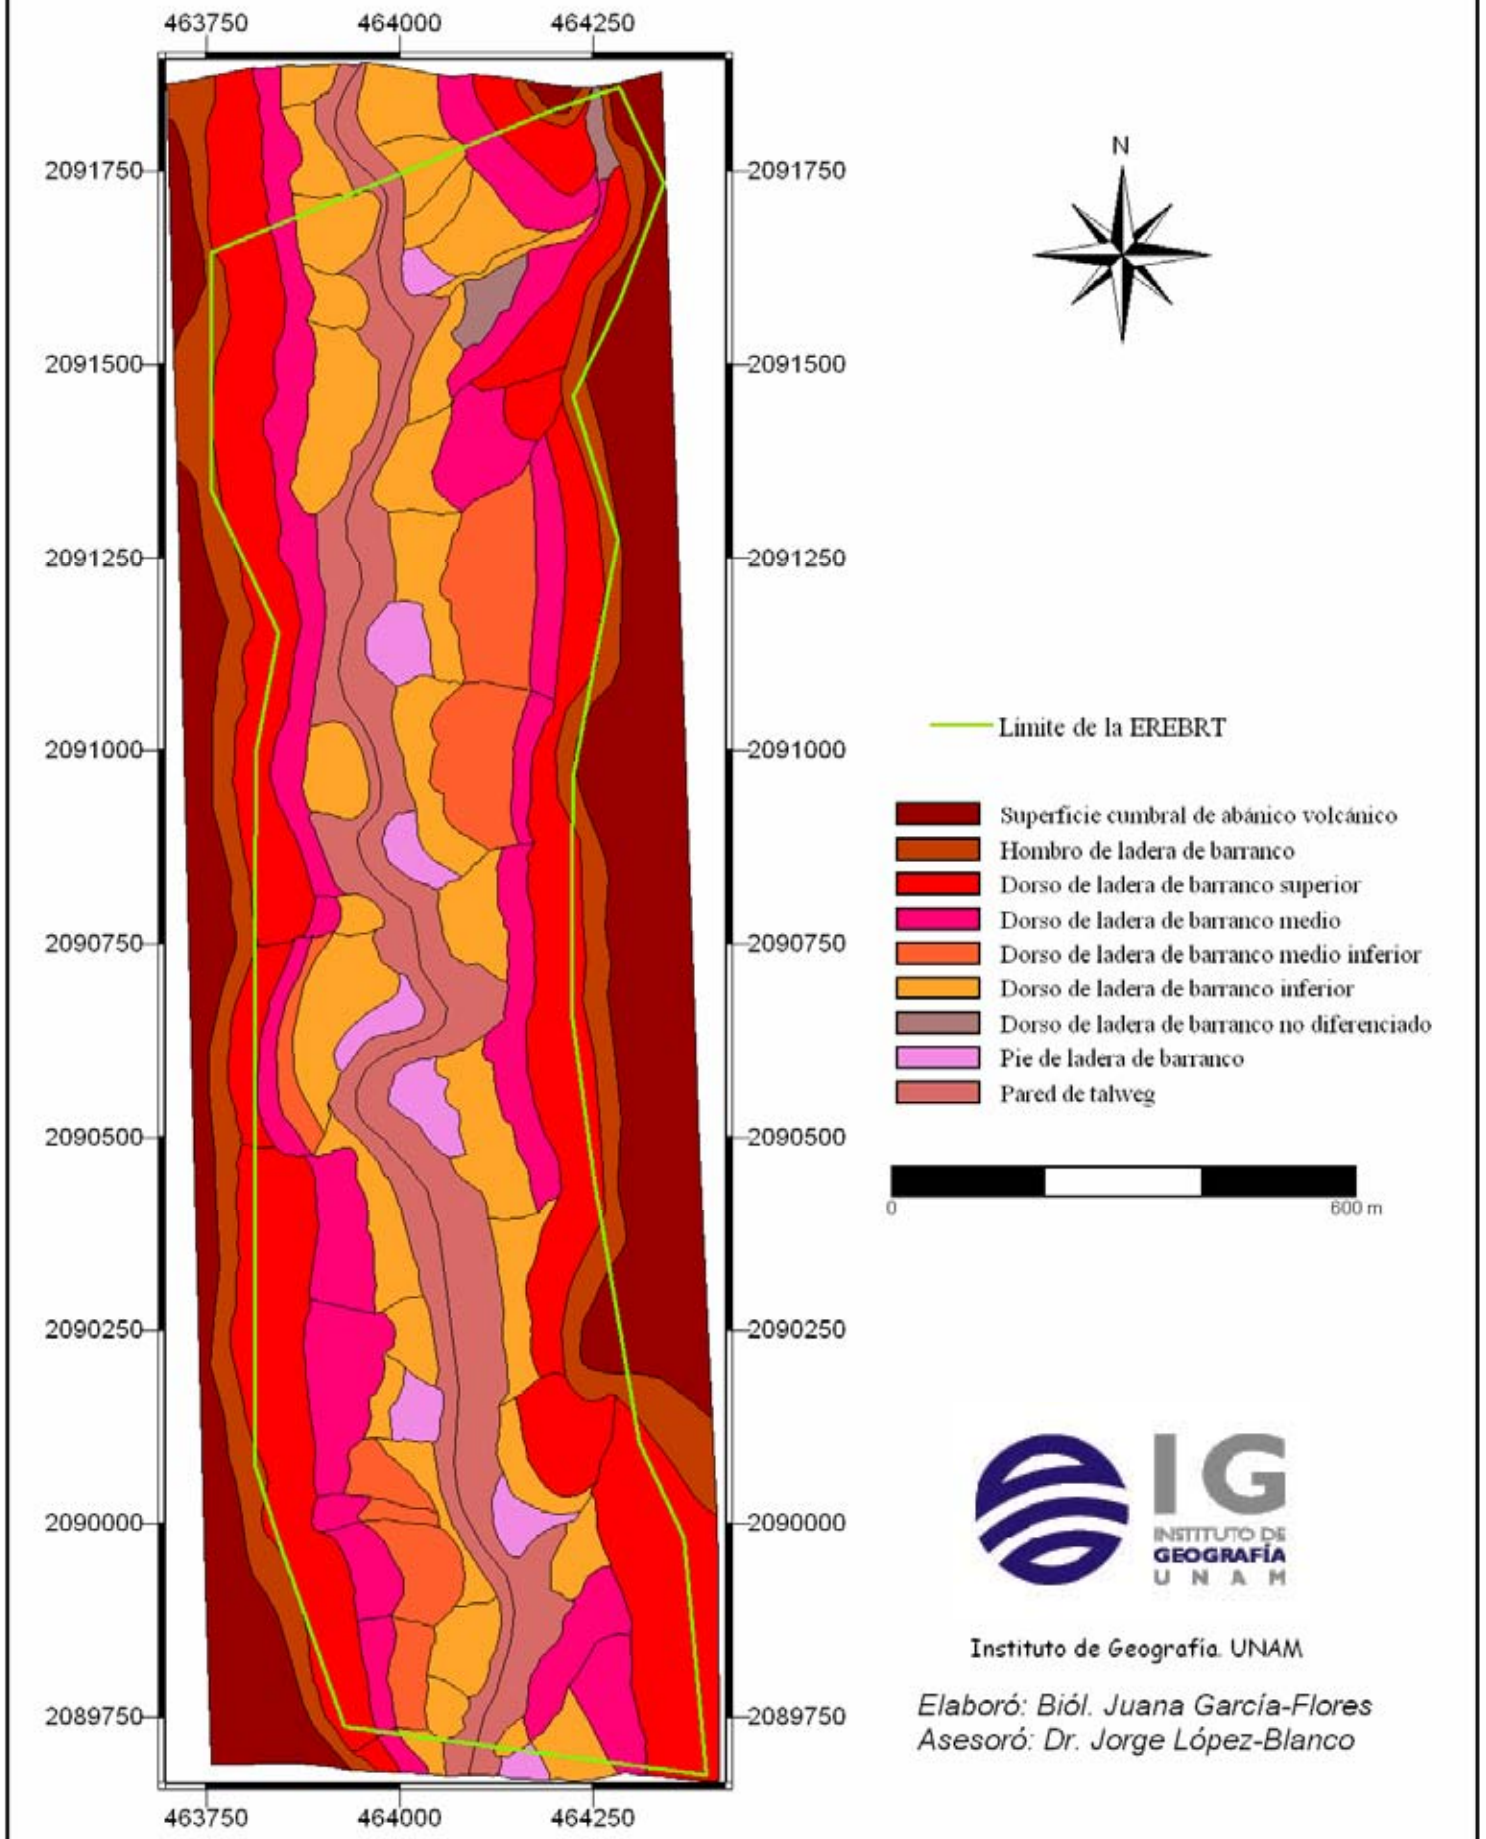 463750 464000 464250
2091750 2091750
2091500 2091500
2091250 2091250
2091000 2091000
2090750 2090750
2090500 2090500
2090250 2090250
2090000 2090000
2089750 2089750
463750 464000 464250
N
Limite de la EREBRT
Superficie cumbral de abánico volcánico
Hombro de ladera de barranco
Dorso de ladera de barranco superior
Dorso de ladera de barranco medio
Dorso de ladera de barranco medio inferior
Dorso de ladera de barranco inferior
Dorso de ladera de barranco no diferenciado
Pie de ladera de barranco
Pared de talweg
0 600 m
IG
INSTITUTO DE
GEOGRAFÍA
UNAM
Instituto de Geografía. UNAM
Elaboró: Biól. Juana García-Flores
Asesoró: Dr. Jorge López-Blanco